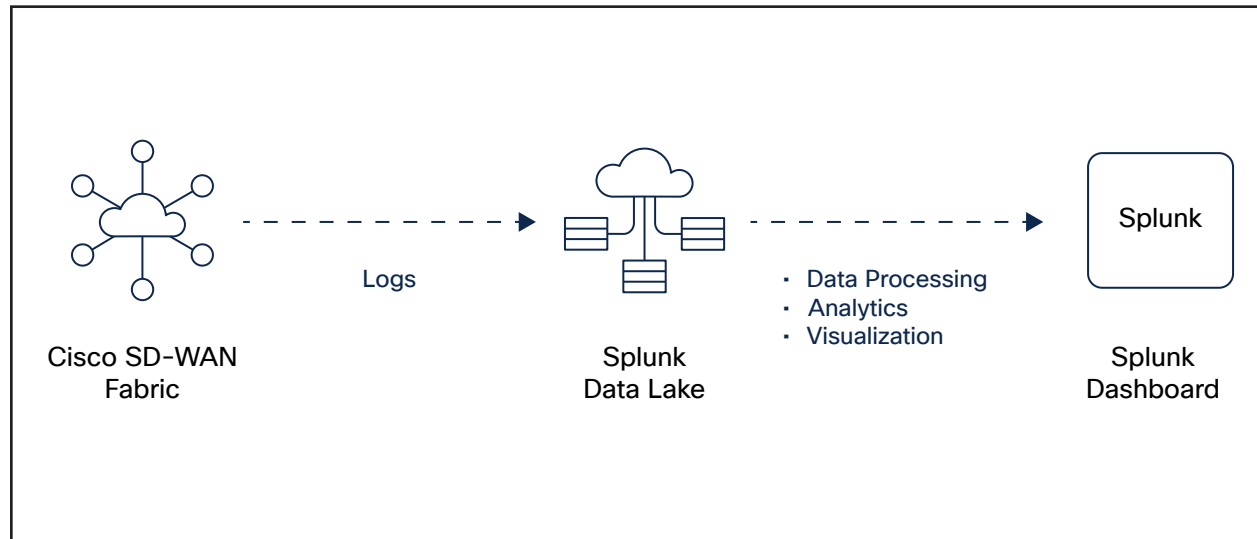 Logs
· Data Processing
· Analytics
· Visualization
Splunk
Cisco SD-WAN
Fabric
Splunk
Data Lake
Splunk
Dashboard